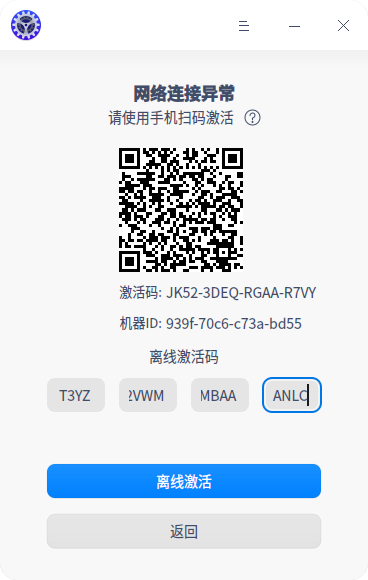 网络连接异常
请使用手机扫码激活
激活码: JK52-3DEQ-RGAA-R7VY
机器ID: 939f-70c6-c73a-bd55
离线激活码
T3YZ 2VWM MBAA ANLO
离线激活
返回